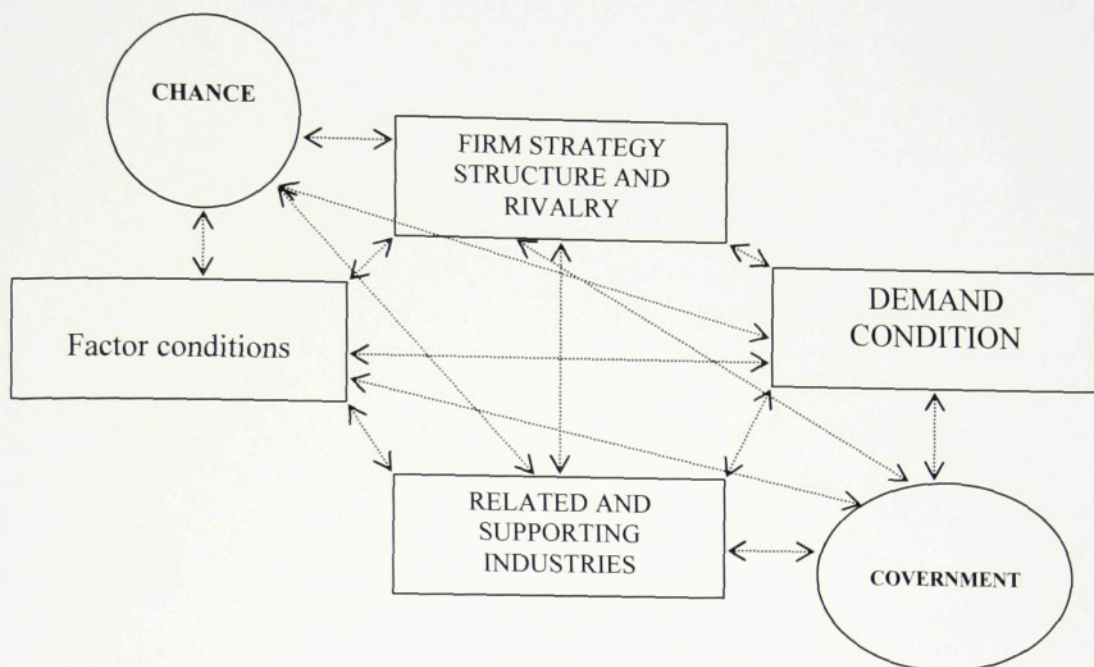 CHANCE
FIRM STRATEGY
STRUCTURE AND
RIVALRY
Factor conditions
DEMAND
CONDITION
RELATED AND
SUPPORTING
INDUSTRIES
COVERNMENT